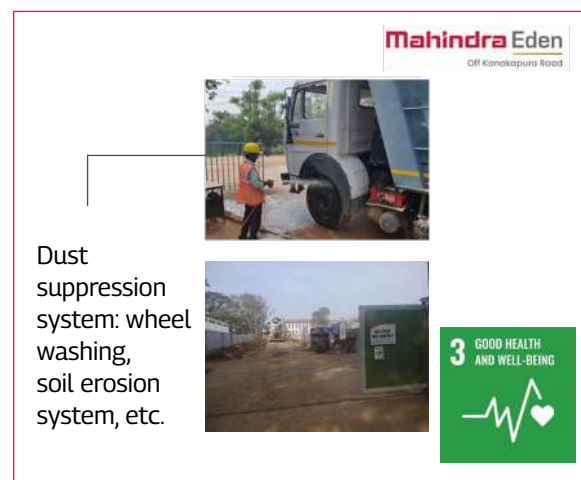 Mahindra Eden
Off Kanakapura Road
Dust
suppression
system: wheel
washing,
soil erosion
system, etc.
3 GOOD HEALTH
AND WELL-BEING